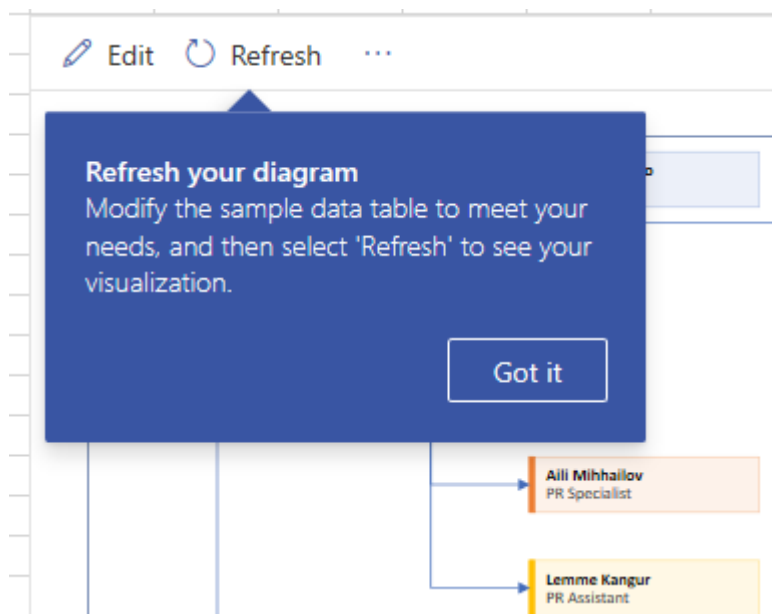 Edit Refresh ...
Refresh your diagram
Modify the sample data table to meet your
needs, and then select 'Refresh' to see your
visualization.
Got it
Aili Mihhailov
PR Specialist
Lemme Kangur
PR Assistant